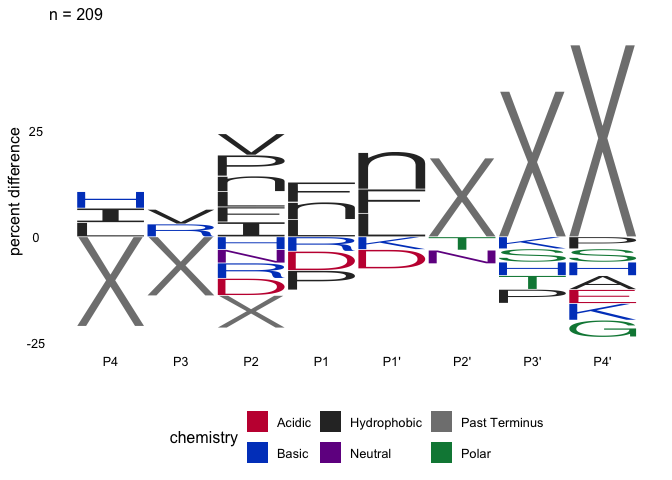 n = 209
percent difference
25
0
-25
P4 P3 P2 P1 P1' P2' P3' P4'
chemistry
Acidic Hydrophobic Past Terminus
Basic Neutral Polar